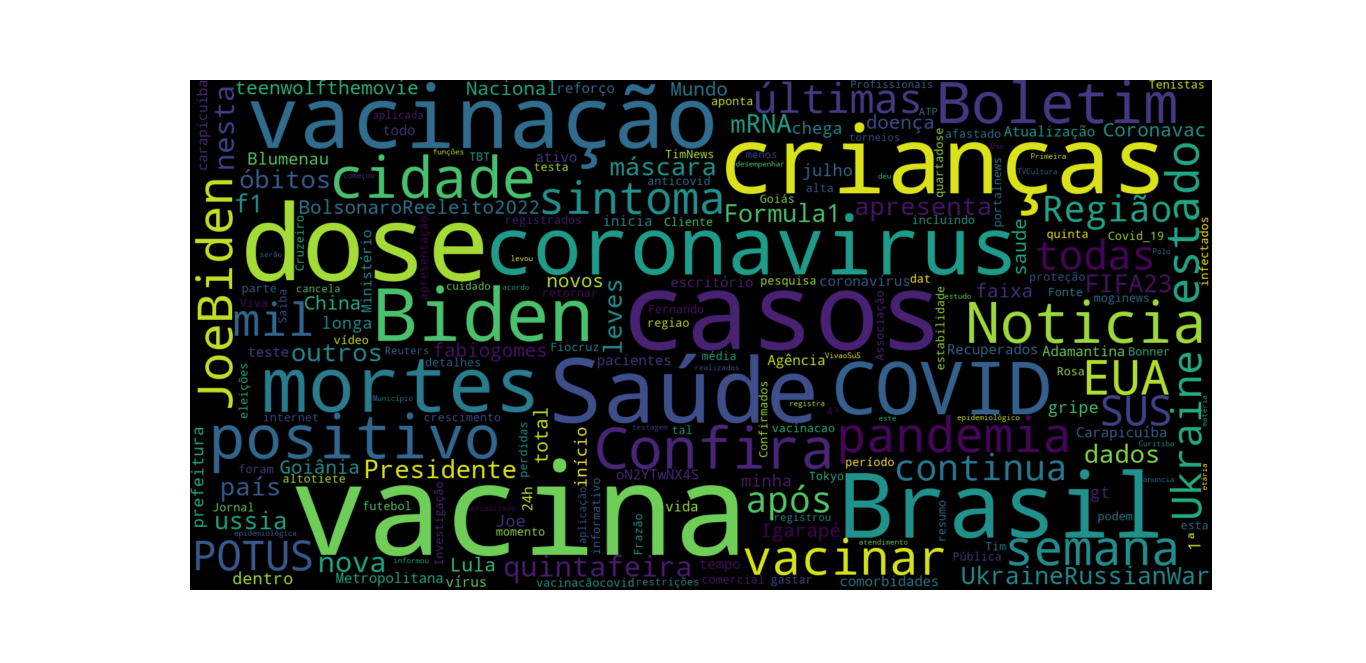 teenwolfthemovie
Nacional
reforço
Mundo
Profissionais
Tenistas
vacinação
aplicada
todo
aponta
últimas
ATP
Boletim
carapicuiba
nesta
mRNA
chega
doença
torneios
afastado
Atualização
Coronavac
Blumenau
funções
TBT
ativo
testa
TimNews
menos
desempenhar
crianças
quartadose
Primeira
Uso
TVCultura
começou
óbitos
cidade
máscara
anticovid
julho
alta
deu
portalnews
f1
BolsonaroReeleito2022
sintoma
Goiás
Formula1
apresenta
incluindo
Região
estado
JoeBiden
Cruzeiro
dose
registrados
inicia
Cliente
saude
quinta
Covid_19
infectados
serão
Ministério
apresentação
levou
coronavirus
todas
Polo
parte
cancela
cuidado
acordo
novos
escritório
pesquisa
coronavírus
dat
estudo
proteção
FIFA23
Viva
Saiba
China
retornar
leves
Fernando
casos
Associação
estabilidade
faixa
Fonte
moginews
mil
longa
Biden
regiao
Noticia
vídeo
teste
outros
Reuters
fabiogomes
Fiocruz
pacientes
média
Agência
VivaoSuS
Recuperados
Adamantina
Bonner
detalhes
realizados
Rosa
EUA
eleições
mortes
Município
Saúde
COVID
Ukraine
matéria
internet
crescimento
registra
4ª
epidemiológico
este
gripe
SUS
positivo
testagem
tal
Confirmados
vacinacao
pandemia
Carapicuiba
Curitiba
prefeitura
perdidas
total
Confira
dados
foram
Goiânia
Presidente
início
oN2YTwNX4S
minha
período
continua
anuncia
etária
altotiete
país
24h
Tokyo
gt
Jornal
futebol
atualizado
vacina
vida
após
Brasil
resumo
podem
ussia
Investigação
Joe
momento
aplicação
informativo
Frazão
registrou
Igarapé
esta
1ª
epidemiológica
atendimento
Tim
POTUS
nova
informou
Lula
quintafeira
tempo
vacinar
Pública
semana
dentro
Metropolitana
vírus
vacinacãocovid
restrições
comercial
gastar
comorbidades
UkraineRussianWar